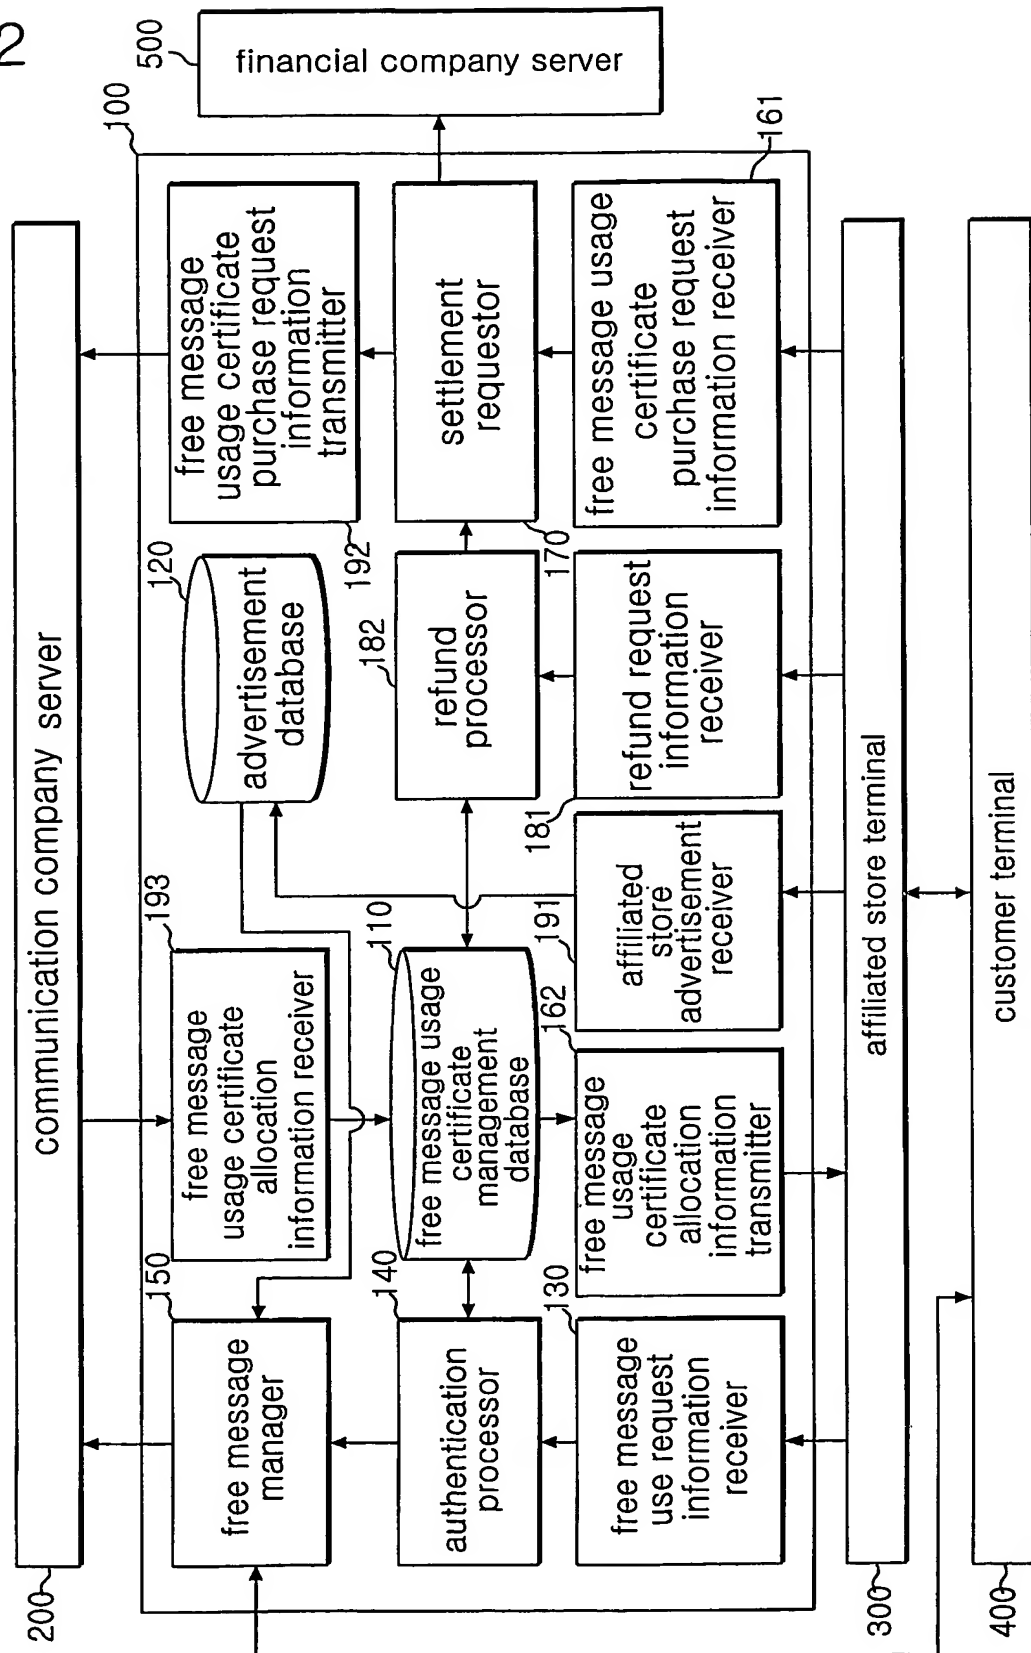 2
200
communication company server
150
free message
manager
193
free message
usage certificate
allocation
information receiver
120
advertisement
database
192
free message
usage certificate
purchase request
information
transmitter
100
500
financial company server
140
authentication
processor
110
free message usage
certificate
management
database
182
refund
processor
170
settlement
requestor
130
free message
use request
information
receiver
162
free message
usage
certificate
allocation
information
transmitter
191
affiliated
store
advertisement
receiver
181
refund request
information
receiver
161
free message usage
certificate
purchase request
information receiver
300
affiliated store terminal
400
customer terminal